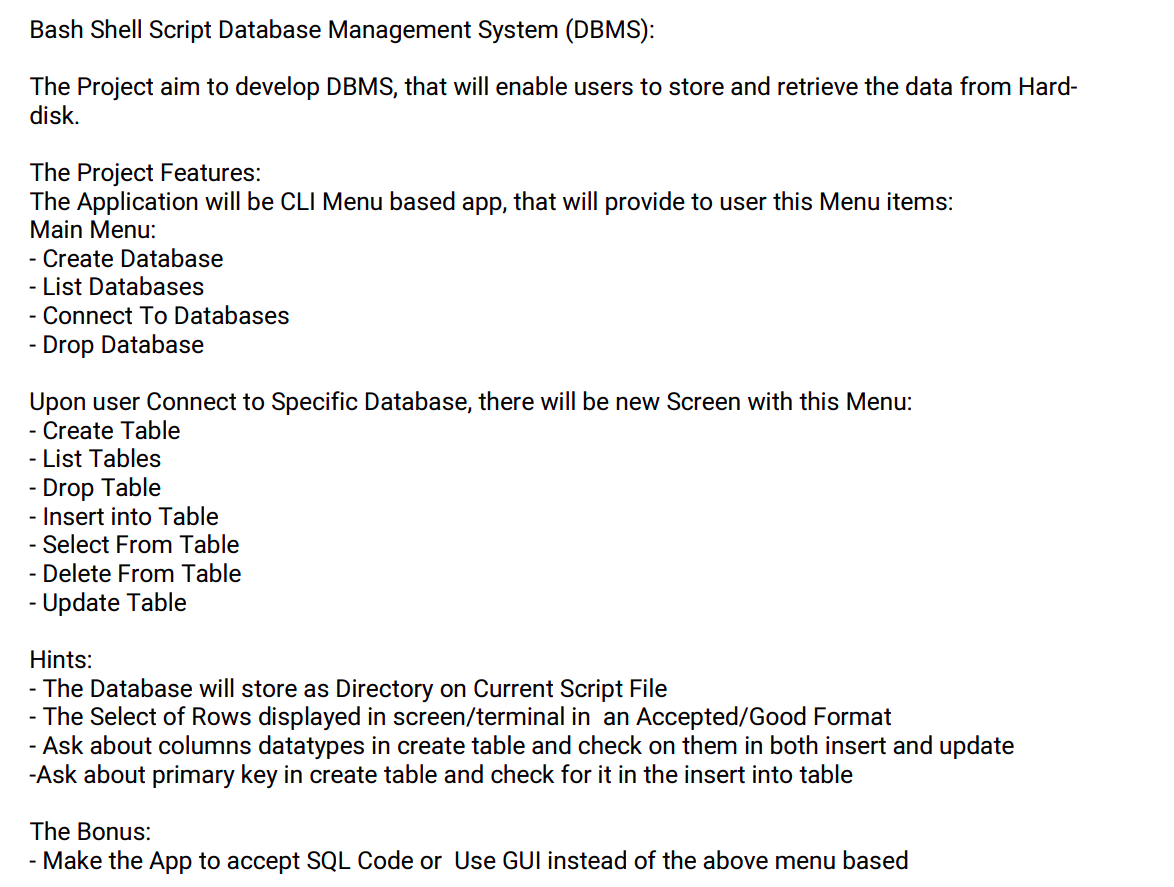 Bash Shell Script Database Management System (DBMS):
The Project aim to develop DBMS, that will enable users to store and retrieve the data from Hard-
disk.
The Project Features:
The Application will be CLI Menu based app, that will provide to user this Menu items:
Main Menu:
- Create Database
- List Databases
- Connect To Databases
- Drop Database
Upon user Connect to Specific Database, there will be new Screen with this Menu:
- Create Table
- List Tables
- Drop Table
- Insert into Table
- Select From Table
- Delete From Table
- Update Table
Hints:
- The Database will store as Directory on Current Script File
- The Select of Rows displayed in screen/terminal in  an Accepted/Good Format
- Ask about columns datatypes in create table and check on them in both insert and update
-Ask about primary key in create table and check for it in the insert into table
The Bonus:
- Make the App to accept SQL Code or  Use GUI instead of the above menu based